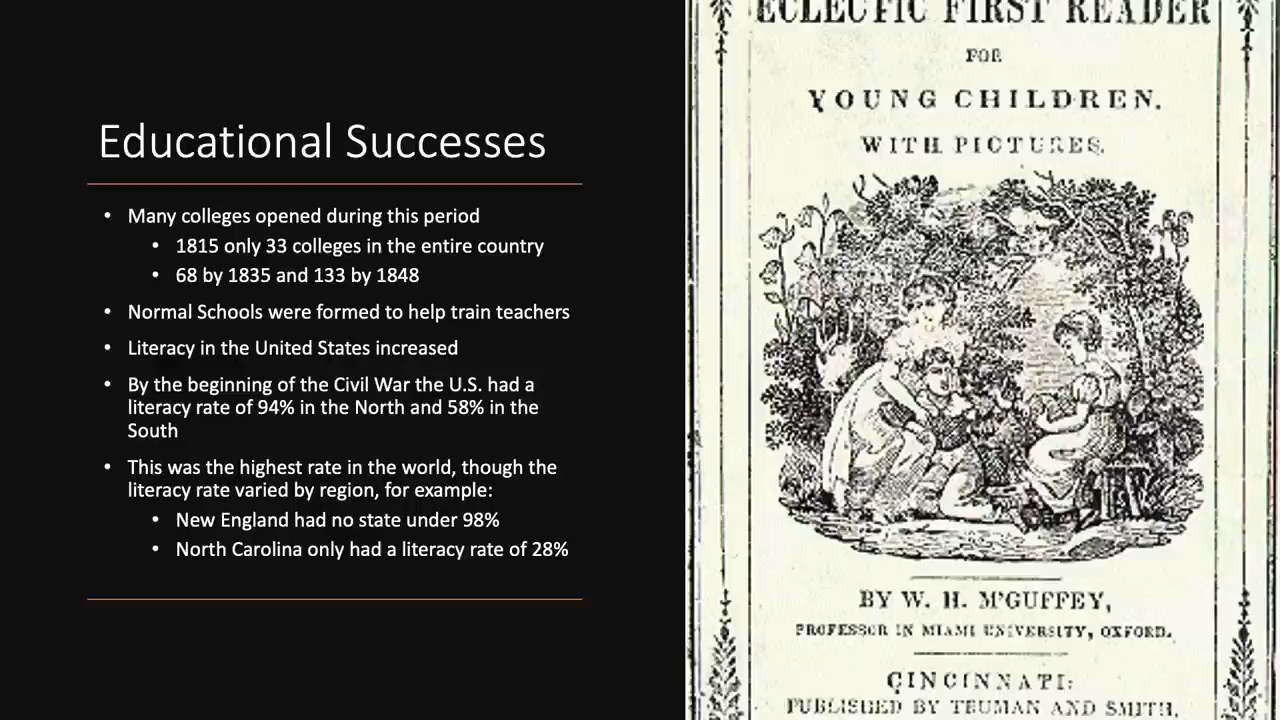 Educational Successes
• Many colleges opened during this period
• 1815 only 33 colleges in the entire country
• 68 by 1835 and 133 by 1848
• Normal Schools were formed to help train teachers
• Literacy in the United States increased
• By the beginning of the Civil War the U.S. had a
literacy rate of 94% in the North and 58% in the
South
• This was the highest rate in the world, though the
literacy rate varied by region, for example:
• New England had no state under 98%
• North Carolina only had a literacy rate of 28%
ECLECTIC FIRST READER
FOR
YOUNG CHILDREN.
WITH PICTURES.
BY W. H. M'GUFFEY,
PROFESSOR IN MIAMI UNIVERSITY, OXFORD.
CINCINNATI:
PUBLISHED BY TRUMAN AND SMITH.